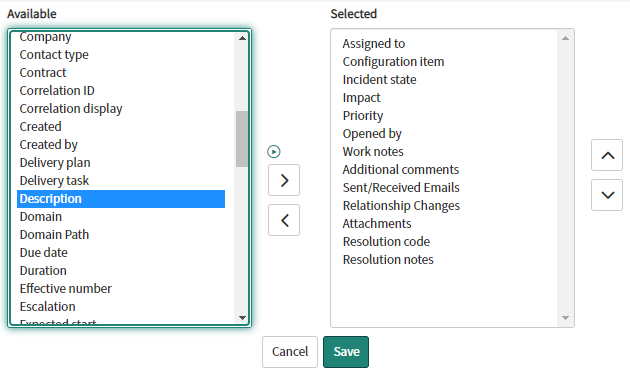 Available
Company
Contact type
Contract
Correlation ID
Correlation display
Created
Created by
Delivery plan
Delivery task
Description
Domain
Domain Path
Due date
Duration
Effective number
Escalation
Expected start
Selected
Assigned to
Configuration item
Incident state
Impact
Priority
Opened by
Work notes
Additional comments
Sent/Received Emails
Relationship Changes
Attachments
Resolution code
Resolution notes
Cancel
Save